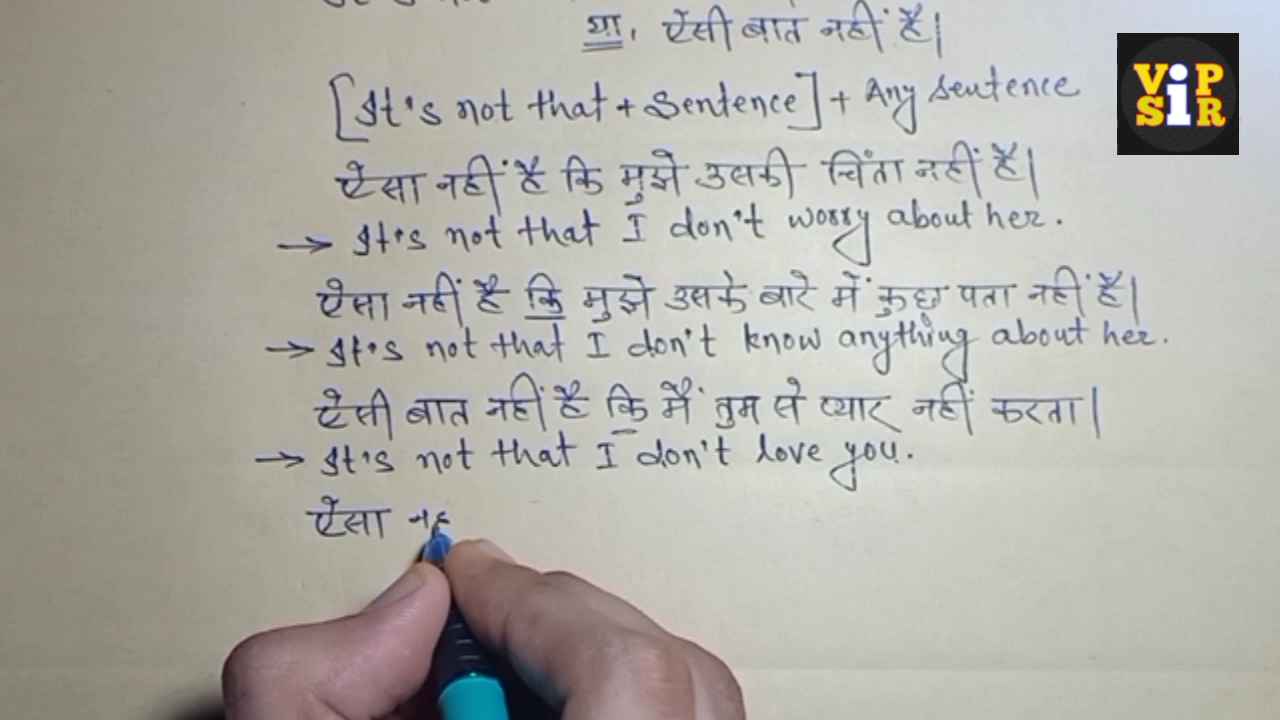 या, ऐसी बात नहीं है।
[It's not that + Sentence] + Any sentence
ऐसा नहीं है कि मुझे उसकी चिंता नहीं है।
→ It's not that I don't worry about her.
ऐसा नहीं है कि मुझे उसके बारे में कुछ पता नहीं है।
→ It's not that I don't know anything about her.
ऐसी बात नहीं है कि मैं तुम से प्यार नहीं करता।
→ It's not that I don't love you.
ऐसा
ViP
SiR